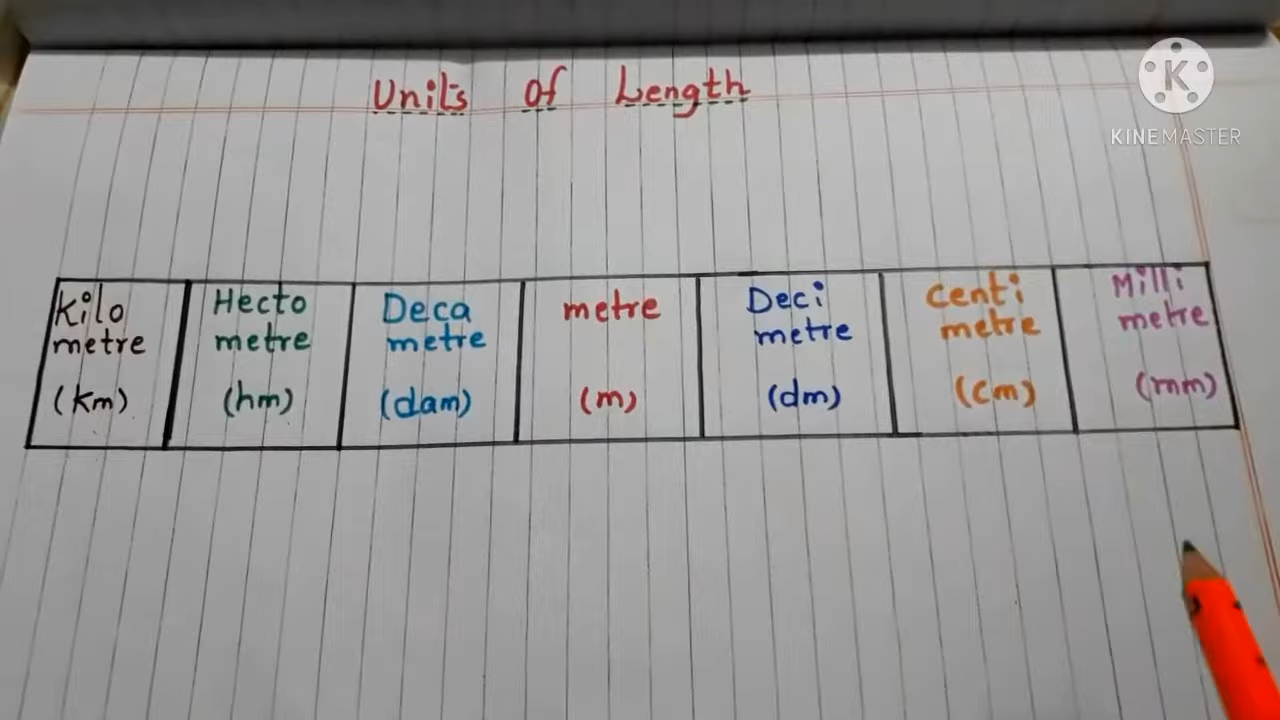 Units Of Length
KINEMASTER
Kilo
metre
(km)
Hecto
metre
(hm)
Deca
metre
(dam)
metre
(m)
Deci
metre
(dm)
Centi
metre
(cm)
Milli
metre
(mm)